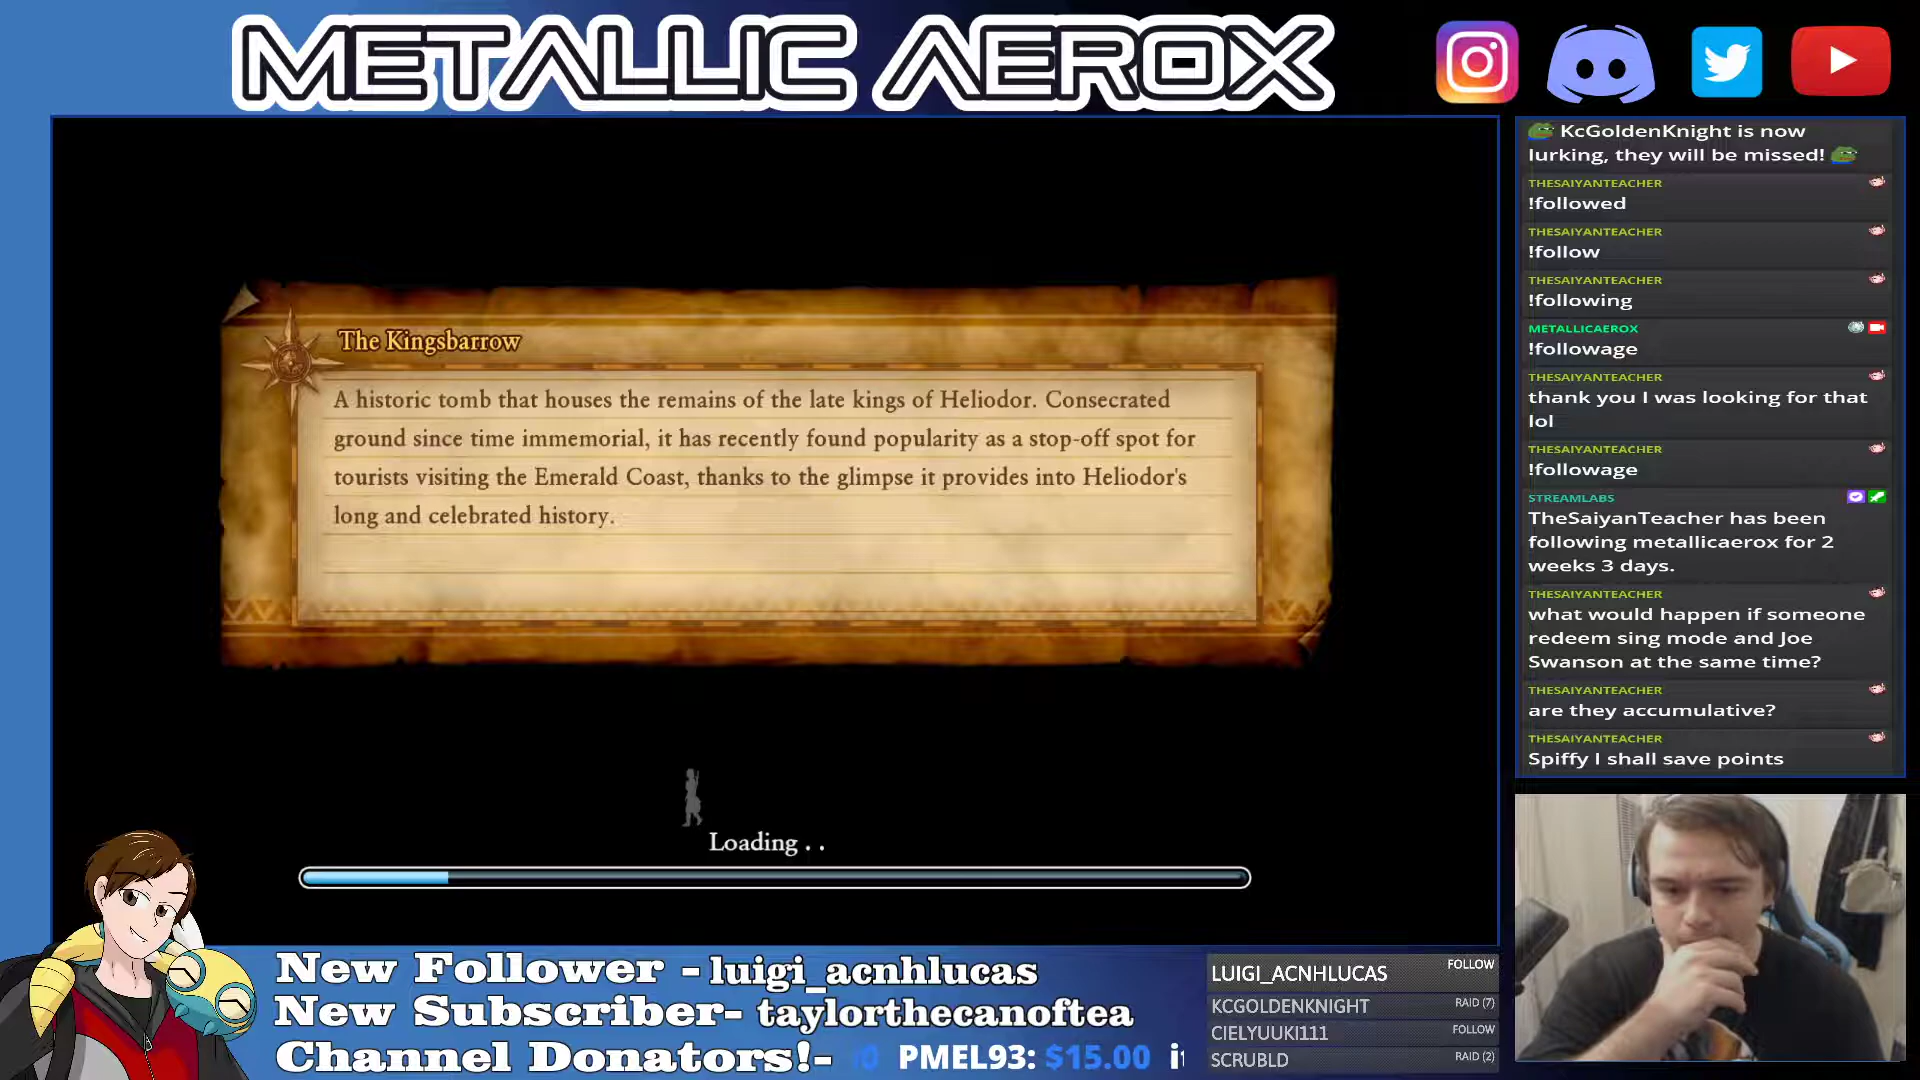 METALLIC AEROX
The Kingsbarrow
A historic tomb that houses the remains of the late kings of Heliodor. Consecrated
ground since time immemorial, it has recently found popularity as a stop-off spot for
tourists visiting the Emerald Coast, thanks to the glimpse it provides into Heliodor's
long and celebrated history.
Loading . .
KcGoldenKnight is now
lurking, they will be missed!
THESAIYANTEACHER
!followed
THESAIYANTEACHER
!follow
THESAIYANTEACHER
!following
METALLICAEROX
!followage
THESAIYANTEACHER
thank you I was looking for that
lol
THESAIYANTEACHER
!followage
STREAMLABS
TheSaiyanTeacher has been
following metallicaerox for 2
weeks 3 days.
THESAIYANTEACHER
what would happen if someone
redeem sing mode and Joe
Swanson at the same time?
THESAIYANTEACHER
are they accumulative?
THESAIYANTEACHER
Spiffy I shall save points
New Follower - luigi_acnhlucas
New Subscriber- taylorthecanoftea
Channel Donators!- PMEL93: $15.00
LUIGI_ACNHLUCAS FOLLOW
KCGOLDENKNIGHT RAID (7)
CIELYUUKI111 FOLLOW
SCRUBLD RAID (2)